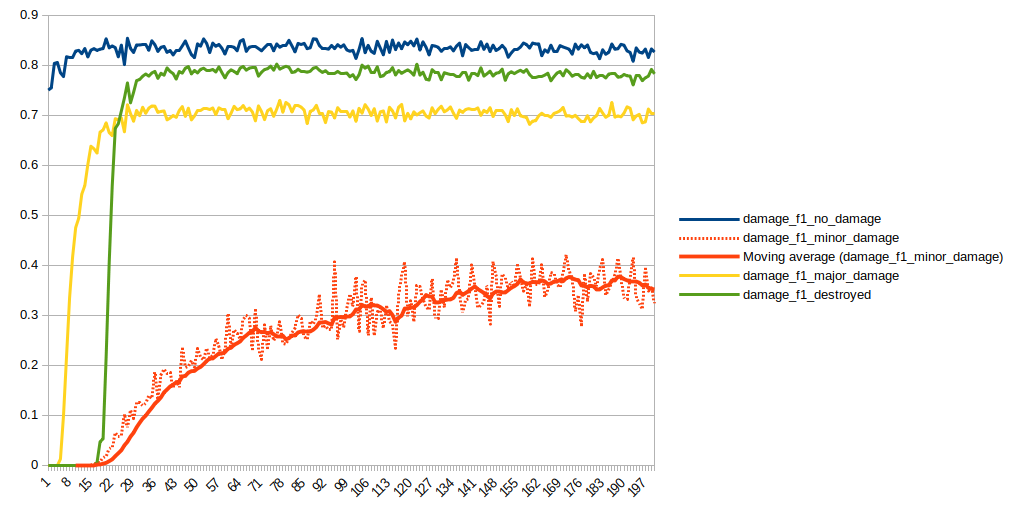 0.9
0.8
0.7
0.6
0.5
0.4
0.3
0.2
0.1
0
1 8 15 22 29 36 43 50 57 64 71 78 85 92 99 106 113 120 127 134 141 148 155 162 169 176 183 190 197
damage_f1_no_damage
damage_f1_minor_damage
Moving average (damage_f1_minor_damage)
damage_f1_major_damage
damage_f1_destroyed